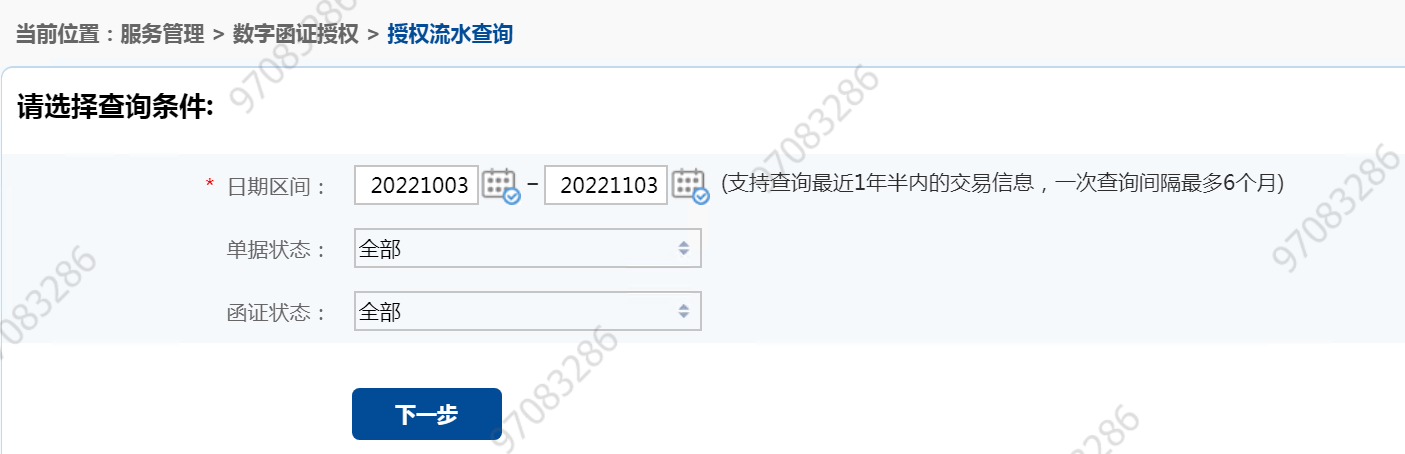 当前位置：服务管理 > 数字函证授权 > 授权流水查询
请选择查询条件:
* 日期区间： 20221003 - 20221103 (支持查询最近1年半内的交易信息，一次查询间隔最多6个月)
单据状态： 全部
函证状态： 全部
下一步
97083286
97083286
97083286
97083286
97083286
97083286